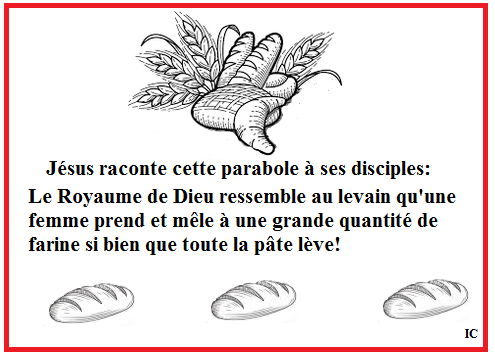 Jésus raconte cette parabole à ses disciples:
Le Royaume de Dieu ressemble au levain qu'une
femme prend et mêle à une grande quantité de
farine si bien que toute la pâte lève!
IC